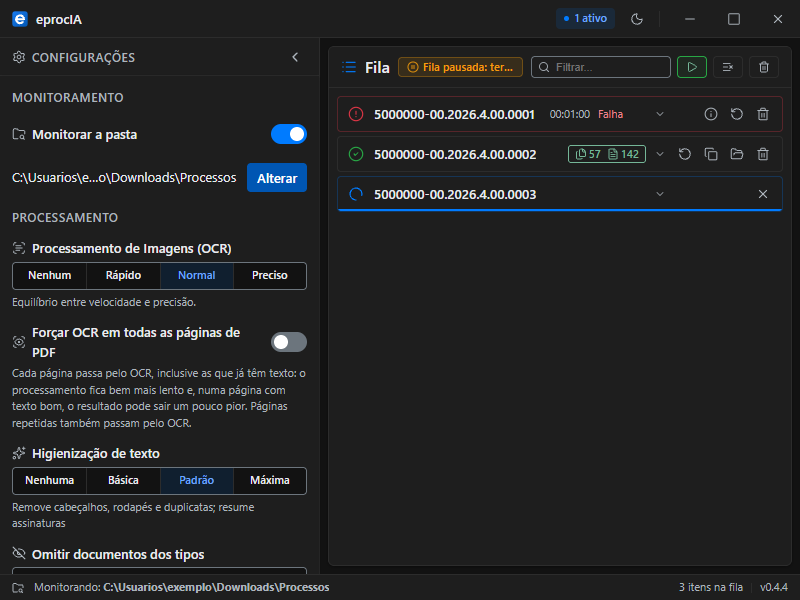 eprocIA
1 ativo
CONFIGURAÇÕES
MONITORAMENTO
Monitorar a pasta
C:\Usuarios\e...o\Downloads\Processos
Alterar
PROCESSAMENTO
Processamento de Imagens (OCR)
Nenhum Rápido Normal Preciso
Equilíbrio entre velocidade e precisão.
Forçar OCR em todas as páginas de
PDF
Cada página passa pelo OCR, inclusive as que já têm texto: o
processamento fica bem mais lento e, numa página com
texto bom, o resultado pode sair um pouco pior. Páginas
repetidas também passam pelo OCR.
Higienização de texto
Nenhuma Básica Padrão Máxima
Remove cabeçalhos, rodapés e duplicatas; resume
assinaturas
Omitir documentos dos tipos
Fila
Fila pausada: ter...
Filtrar...
5000000-00.2026.4.00.0001 00:01:00 Falha
5000000-00.2026.4.00.0002 57 142
5000000-00.2026.4.00.0003
Monitorando: C:\Usuarios\exemplo\Downloads\Processos
3 itens na fila
v0.4.4